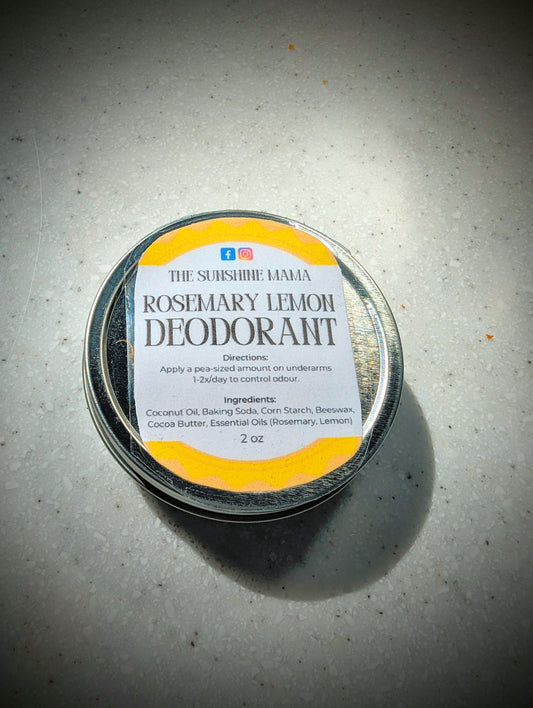 THE SUNSHINE MAMA
ROSEMARY LEMON
DEODORANT
Directions:
Apply a pea-sized amount on underarms
1-2x/day to control odour.
Ingredients:
Coconut Oil, Baking Soda, Corn Starch, Beeswax,
Cocoa Butter, Essential Oils (Rosemary, Lemon)
2 oz